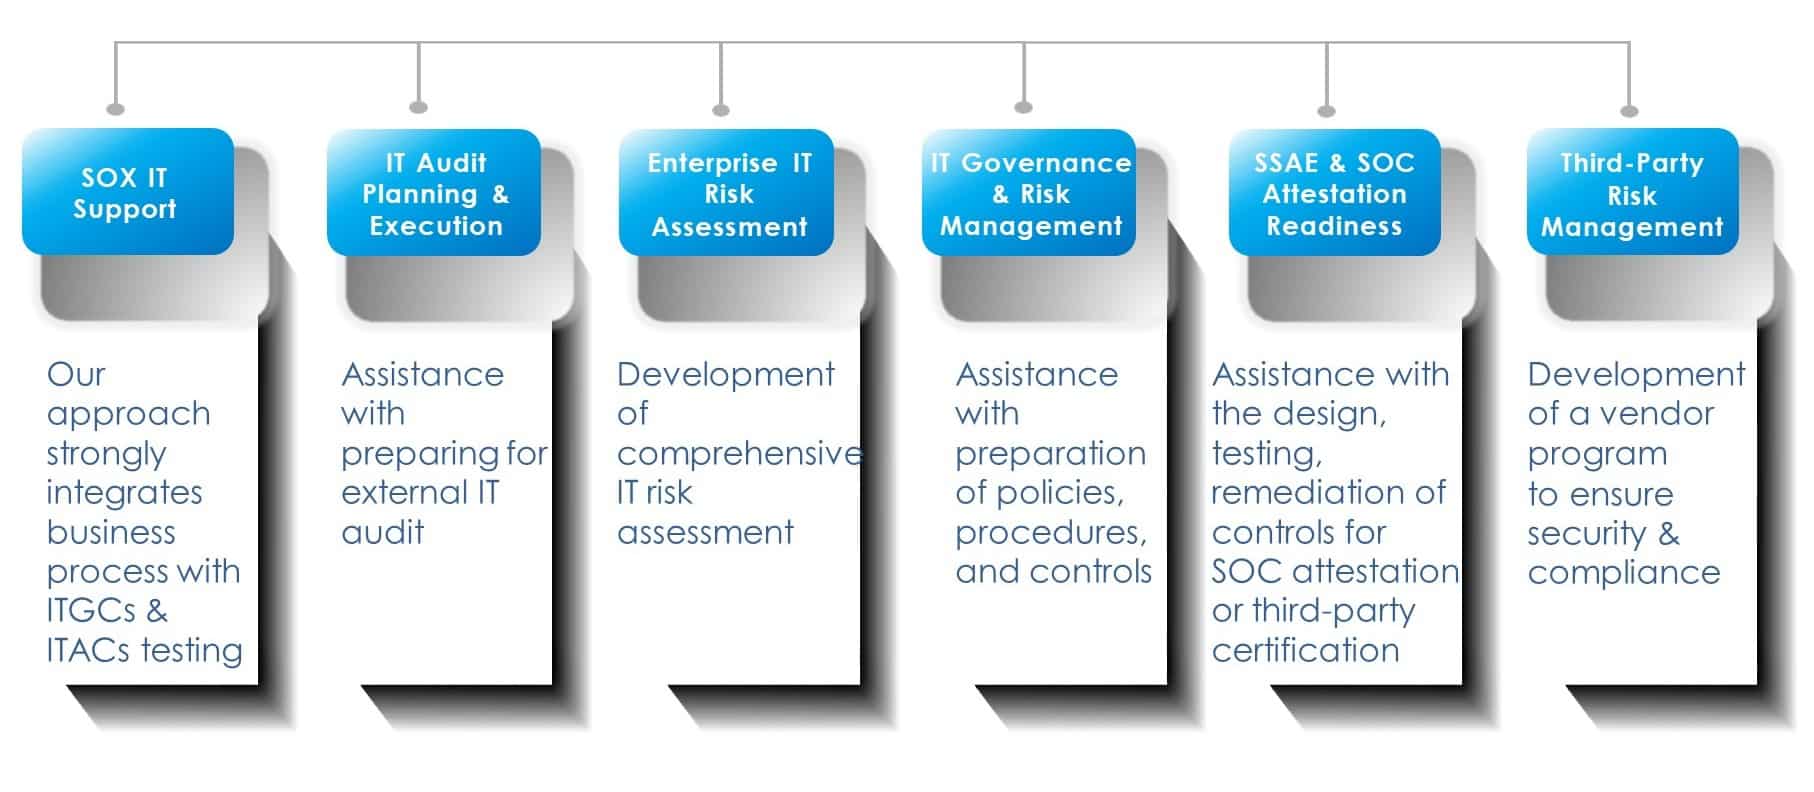 SOX IT
Support
IT Audit
Planning &
Execution
Enterprise IT
Risk
Assessment
IT Governance
& Risk
Management
SSAE & SOC
Attestation
Readiness
Third-Party
Risk
Management
Our
approach
strongly
integrates
business
process with
ITGCs &
ITACs testing
Assistance
with
preparing for
external IT
audit
Development
of
comprehensive
IT risk
assessment
Assistance
with
preparation
of policies,
procedures,
and controls
Assistance with
the design,
testing,
remediation of
controls for
SOC attestation
or third-party
certification
Development
of a vendor
program
to ensure
security &
compliance